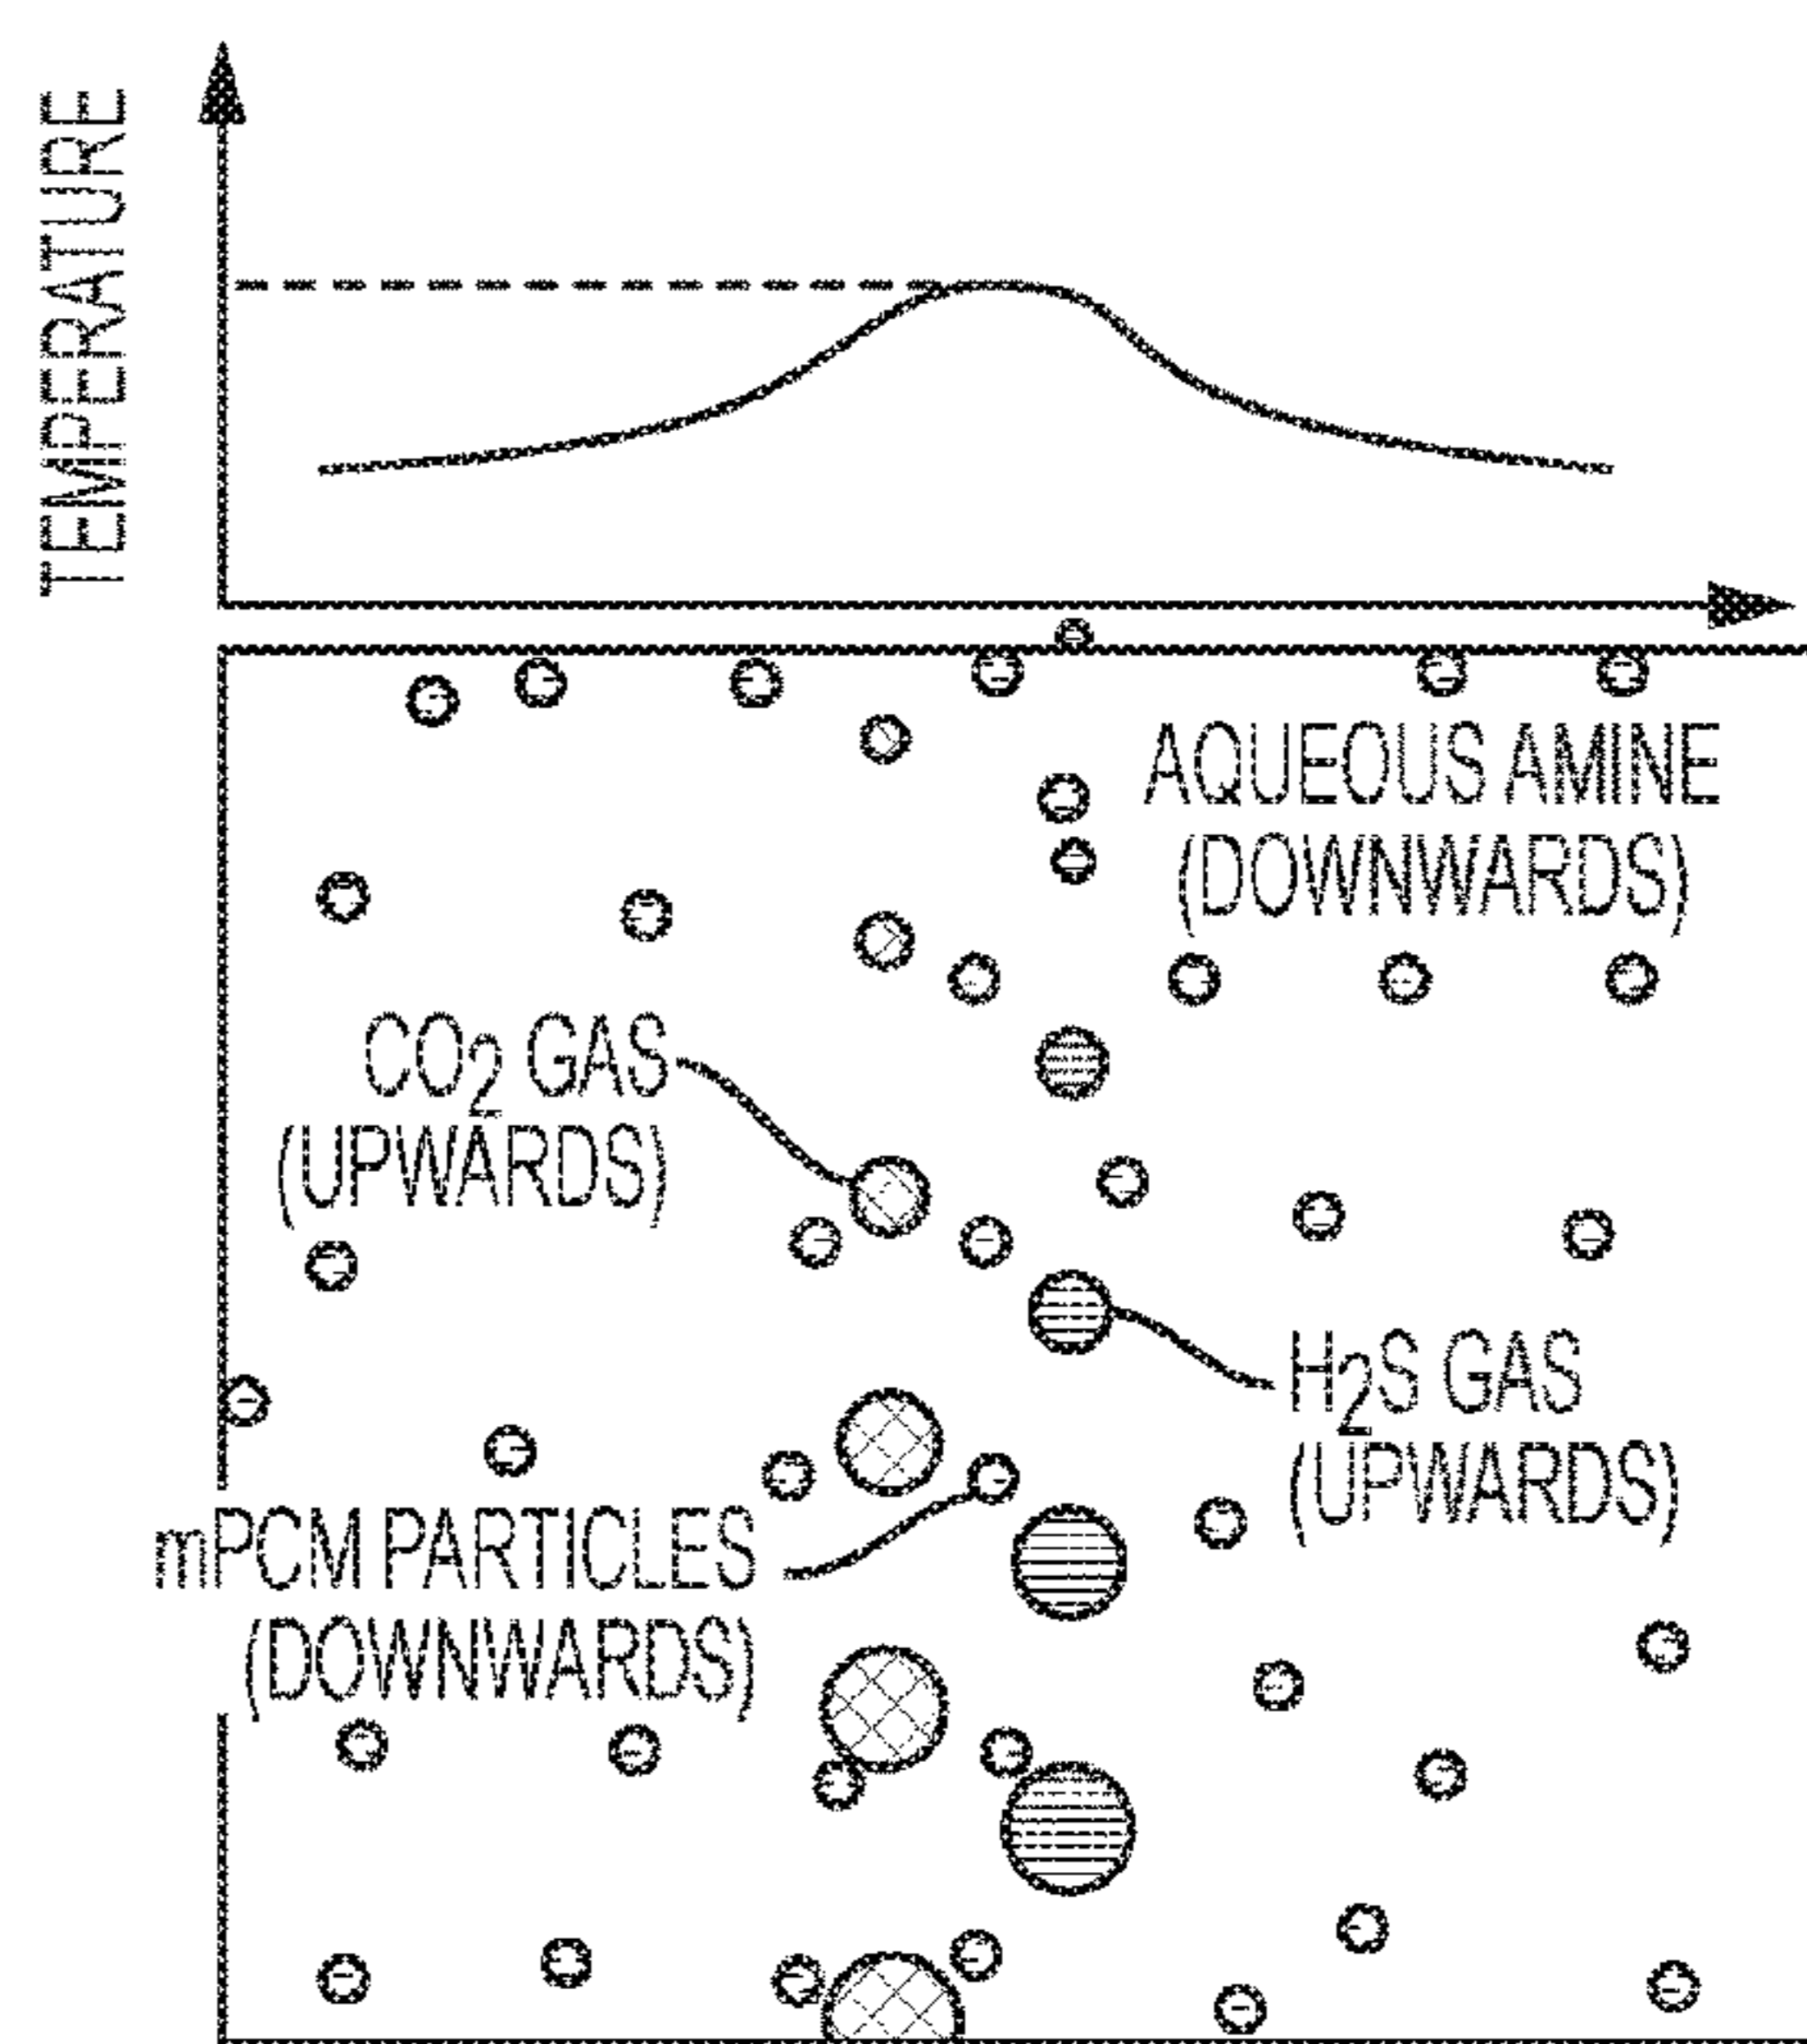 TEMPERATURE
AQUEOUS AMINE
(DOWNWARDS)
CO2 GAS
(UPWARDS)
H2S GAS
(UPWARDS)
mPCM PARTICLES
(DOWNWARDS)